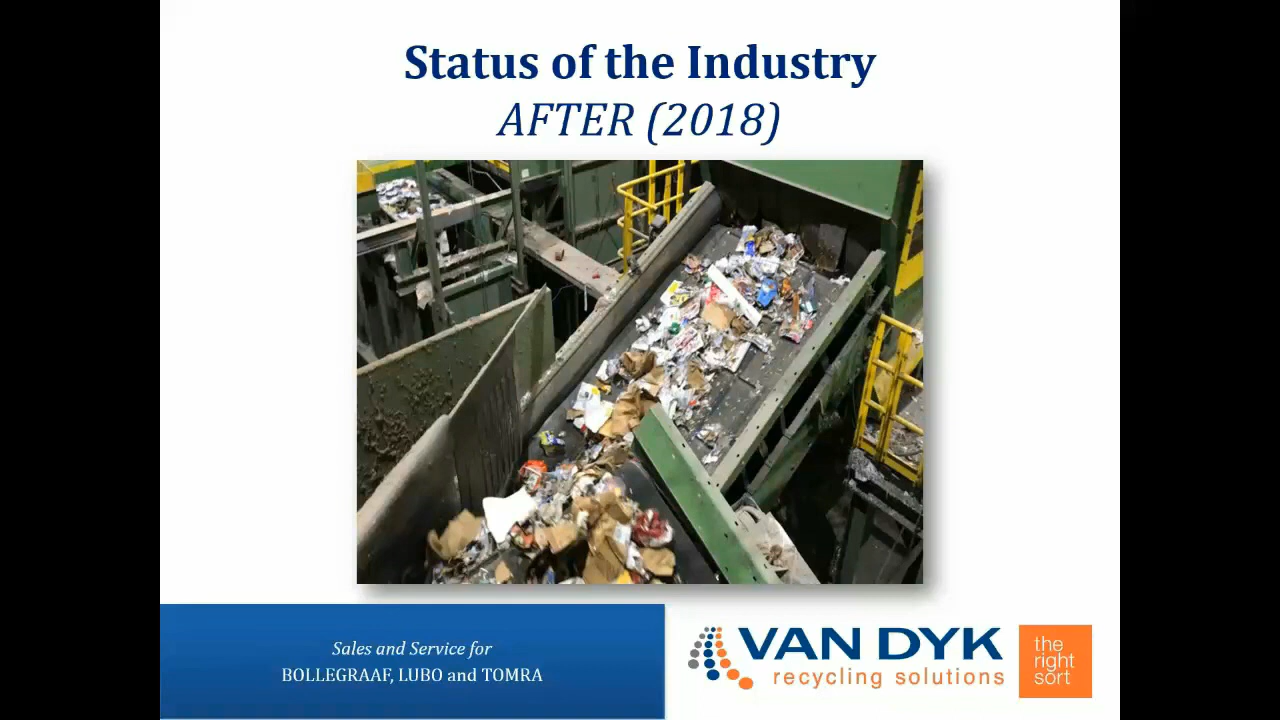 Status of the Industry
AFTER (2018)
Sales and Service for
BOLLEGRAAF, LUBO and TOMRA
VAN DYK
recycling solutions
the
right
sort